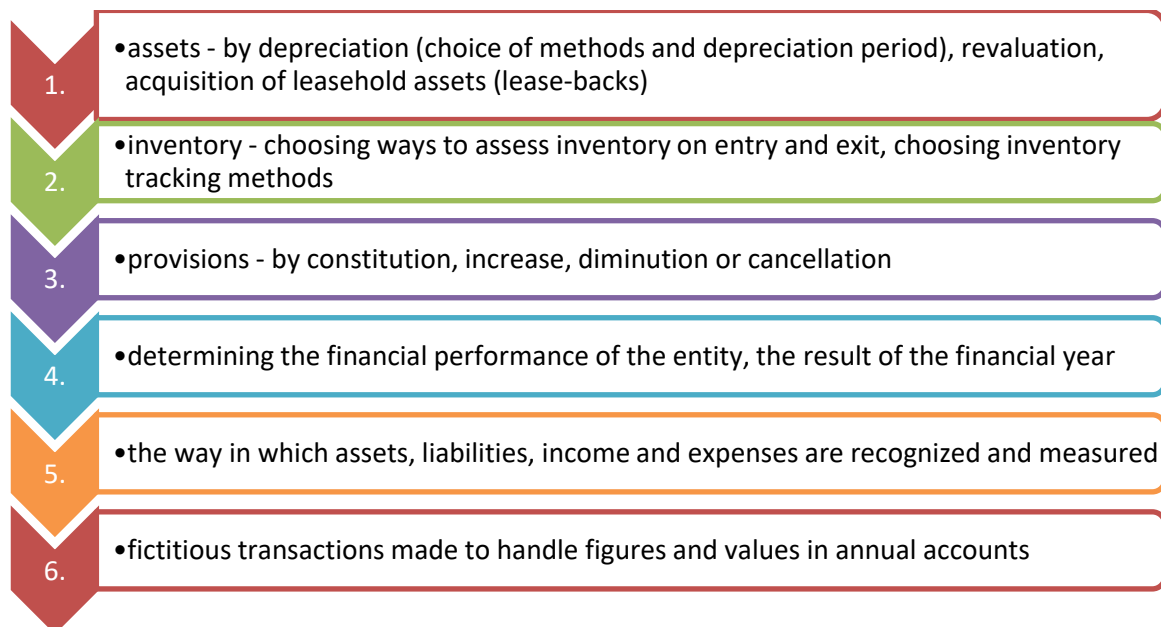 1.
•assets - by depreciation (choice of methods and depreciation period), revaluation,
acquisition of leasehold assets (lease-backs)
2.
•inventory - choosing ways to assess inventory on entry and exit, choosing inventory
tracking methods
3.
•provisions - by constitution, increase, diminution or cancellation
4.
•determining the financial performance of the entity, the result of the financial year
5.
•the way in which assets, liabilities, income and expenses are recognized and measured
6.
•fictitious transactions made to handle figures and values in annual accounts